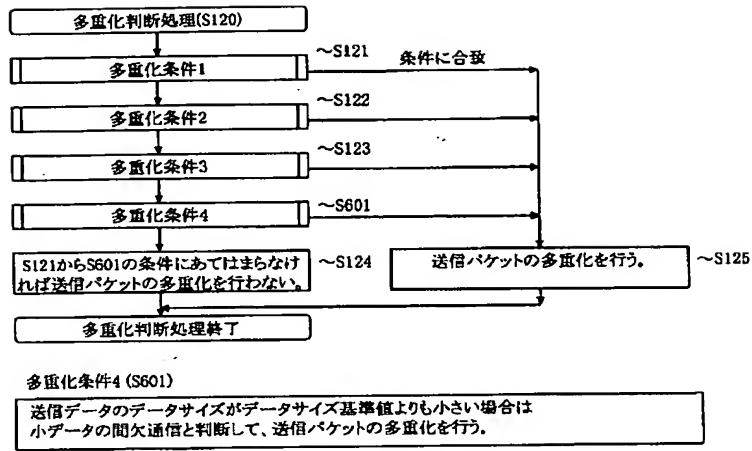 多重化判断処理(S120)
多重化条件1
～S121
条件に合致
多重化条件2
～S122
多重化条件3
～S123
多重化条件4
～S601
S121からS601の条件にあてはまらなけ
れば送信パケットの多重化を行わない。
～S124
送信パケットの多重化を行う。
～S125
多重化判断処理終了
多重化条件4 (S601)
送信データのデータサイズがデータサイズ基準値よりも小さい場合は
小データの間欠通信と判断して、送信パケットの多重化を行う。